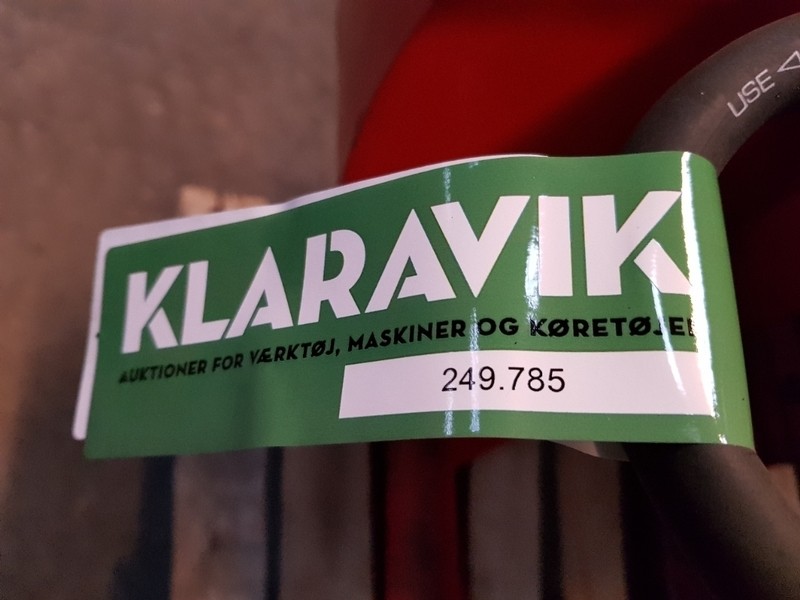 USE
KLARAVIK
AUKTIONER FOR VÆRKTØJ, MASKINER OG KØRETØJER
249.785